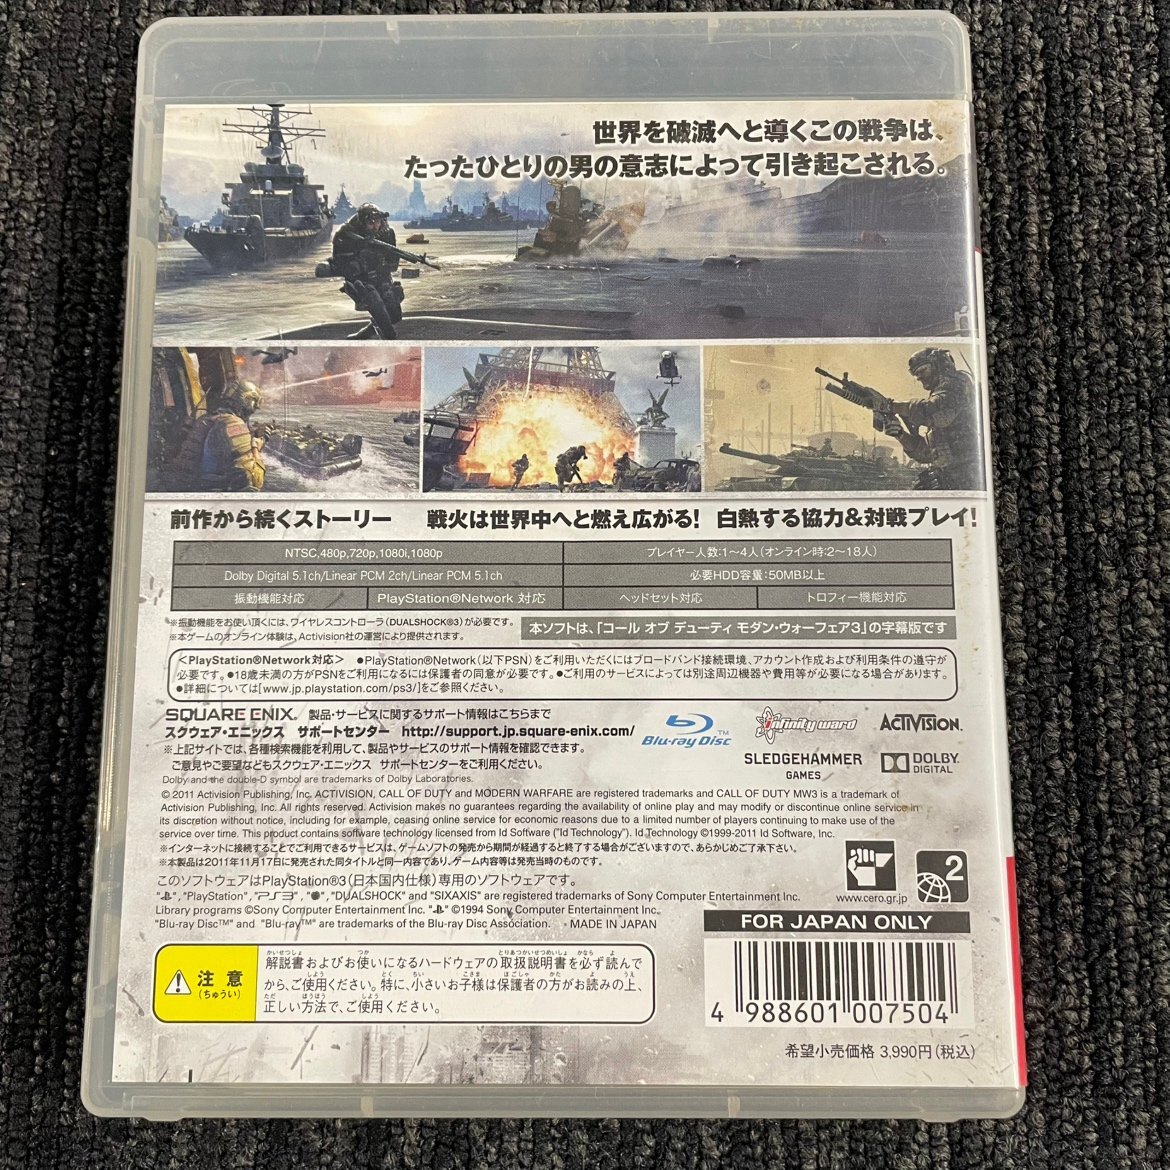 世界を破滅へと導くこの戦争は、
たったひとりの男の意志によって引き起こされる。
前作から続くストーリー　戦火は世界中へと燃え広がる!　白熱する協力&対戦プレイ!
NTSC,480p,720p,1080i,1080p　プレイヤー人数:1〜4人(オンライン時:2〜18人)
Dolby Digital 5.1ch/Linear PCM 2ch/Linear PCM 5.1ch　必要HDD容量:50MB以上
振動機能対応　PlayStation®Network 対応　ヘッドセット対応　トロフィー機能対応
※振動機能をお使い頂くには、ワイヤレスコントローラ(DUALSHOCK®3)が必要です。
※本ゲームのオンライン体験は、Activision社の運営により提供されます。
本ソフトは、「コール オブ デューティ モダン・ウォーフェア3」の字幕版です
<PlayStation®Network対応>　●PlayStation®Network(以下PSN)をご利用いただくにはブロードバンド接続環境、アカウント作成および利用条件の遵守が
必要です。●18歳未満の方がPSNをご利用になるには保護者の同意が必要です。●ご利用のサービスによっては別途周辺機器や費用等が必要になる場合があります。
●詳細については[www.jp.playstation.com/ps3/]をご参照ください。
SQUARE ENIX. 製品・サービスに関するサポート情報はこちらまで
スクウェア・エニックス　サポートセンター　http://support.jp.square-enix.com/
※上記サイトでは、各種検索機能を利用して、製品やサービスのサポート情報を確認できます。
ご意見やご要望などもスクウェア・エニックス サポートセンターをご利用ください。
Blu-ray Disc™
Infinity ward
ACTIVISION.
SLEDGEHAMMER
GAMES
DOLBY
DIGITAL
Dolby and the double-D symbol are trademarks of Dolby Laboratories.
© 2011 Activision Publishing, Inc. ACTIVISION, CALL OF DUTY and MODERN WARFARE are registered trademarks and CALL OF DUTY MW3 is a trademark of
Activision Publishing, Inc. All rights reserved. Activision makes no guarantees regarding the availability of online play and may modify or discontinue online service in
its discretion without notice, including for example, ceasing online service for economic reasons due to a limited number of players continuing to make use of the
service over time. This product contains software technology licensed from Id Software ("Id Technology"). Id Technology ©1999-2011 Id Software, Inc.
※インターネットに接続することでご利用できるサービスは、ゲームソフトの発売から期間が経過すると終了する場合がございますので、あらかじめご了承下さい。
※本製品は2011年11月17日に発売された同タイトルと同一内容であり、ゲーム内容等は発売当時のものです。
このソフトウェアはPlayStation®3(日本国内仕様)専用のソフトウェアです。
"PlayStation", "PS3", "DUALSHOCK" and "SIXAXIS" are registered trademarks of Sony Computer Entertainment Inc.
Library programs ©Sony Computer Entertainment Inc. ©1994 Sony Computer Entertainment Inc.
"Blu-ray Disc™" and "Blu-ray™" are trademarks of the Blu-ray Disc Association. ・MADE IN JAPAN
www.cero.gr.jp
2
FOR JAPAN ONLY
4 988601 007504
希望小売価格 3,990円(税込)
注意
(ちゅうい)
解説書およびお使いになるハードウェアの取扱説明書を必ず読んで
から、ご使用ください。特に、小さいお子様は保護者の方がお読みの上、
正しい方法で、ご使用ください。